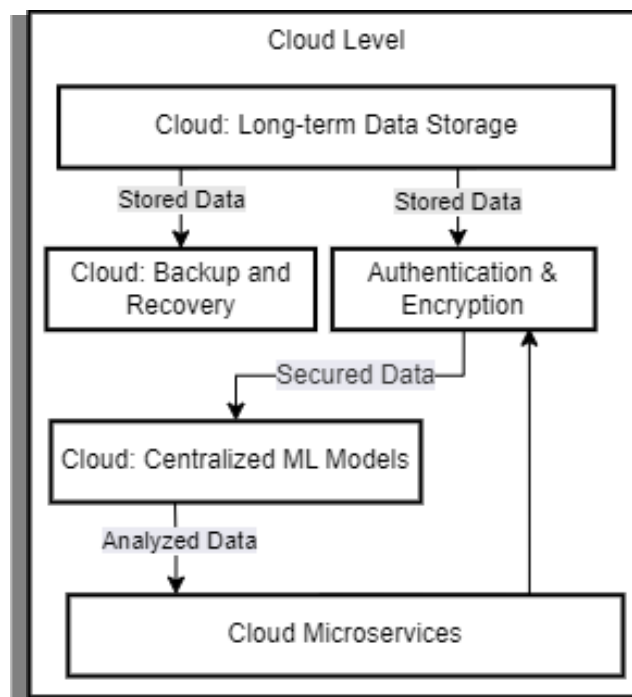 Cloud Level
Cloud: Long-term Data Storage
Stored Data
Stored Data
Cloud: Backup and
Recovery
Authentication &
Encryption
Secured Data
Cloud: Centralized ML Models
Analyzed Data
Cloud Microservices